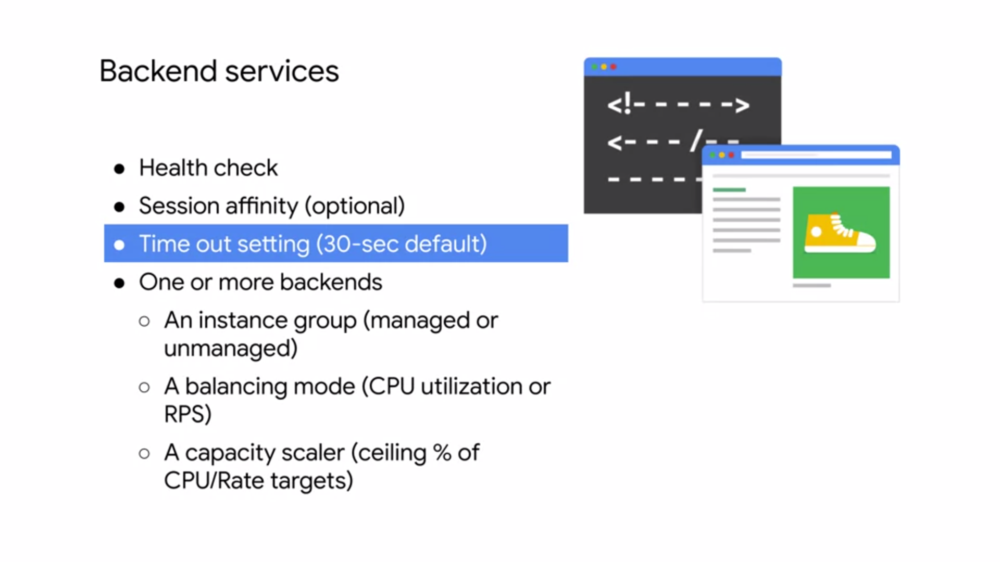 Backend services
● Health check
● Session affinity (optional)
● Time out setting (30-sec default)
● One or more backends
○ An instance group (managed or
unmanaged)
○ A balancing mode (CPU utilization or
RPS)
○ A capacity scaler (ceiling % of
CPU/Rate targets)
<!- - - - - ->
<- - - - /- -
- - - - -